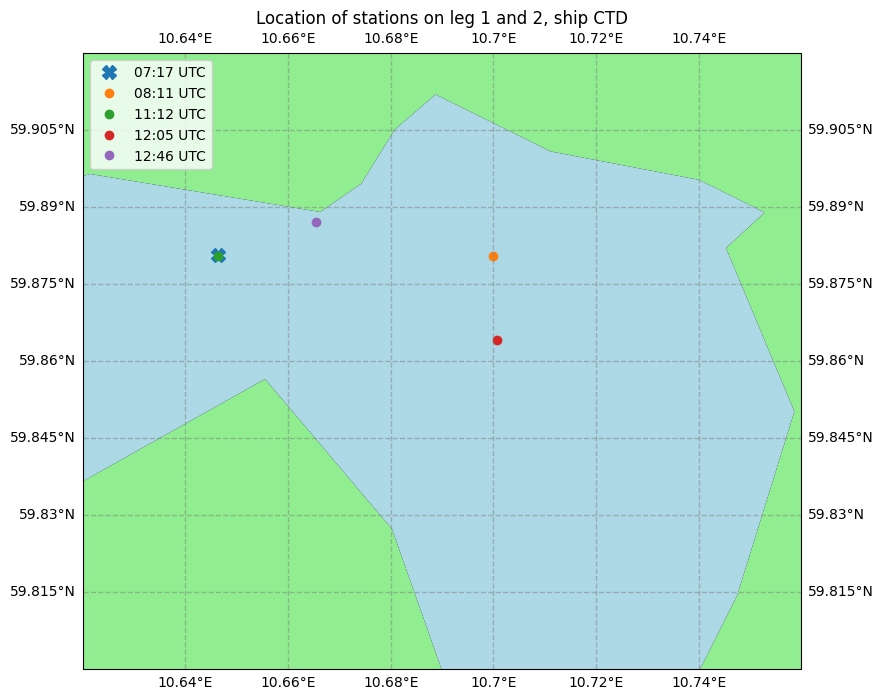 Location of stations on leg 1 and 2, ship CTD
10.64°E 10.66°E 10.68°E 10.7°E 10.72°E 10.74°E
07:17 UTC
08:11 UTC
11:12 UTC
12:05 UTC
12:46 UTC
59.905°N 59.905°N
59.89°N 59.89°N
59.875°N 59.875°N
59.86°N 59.86°N
59.845°N 59.845°N
59.83°N 59.83°N
59.815°N 59.815°N
10.64°E 10.66°E 10.68°E 10.7°E 10.72°E 10.74°E